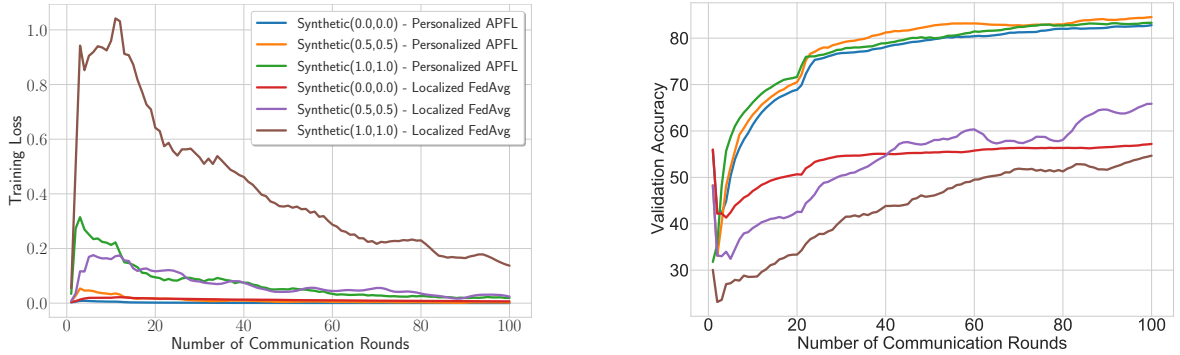 Training Loss
1.0
0.8
0.6
0.4
0.2
0.0
0
20
40
60
80
100
Number of Communication Rounds
Synthetic(0.0,0.0) - Personalized APFL
Synthetic(0.5,0.5) - Personalized APFL
Synthetic(1.0,1.0) - Personalized APFL
Synthetic(0.0,0.0) - Localized FedAvg
Synthetic(0.5,0.5) - Localized FedAvg
Synthetic(1.0,1.0) - Localized FedAvg
Validation Accuracy
80
70
60
50
40
30
0
20
40
60
80
100
Number of Communication Rounds